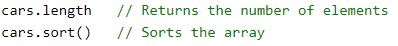 cars.length   // Returns the number of elements
cars.sort()   // Sorts the array